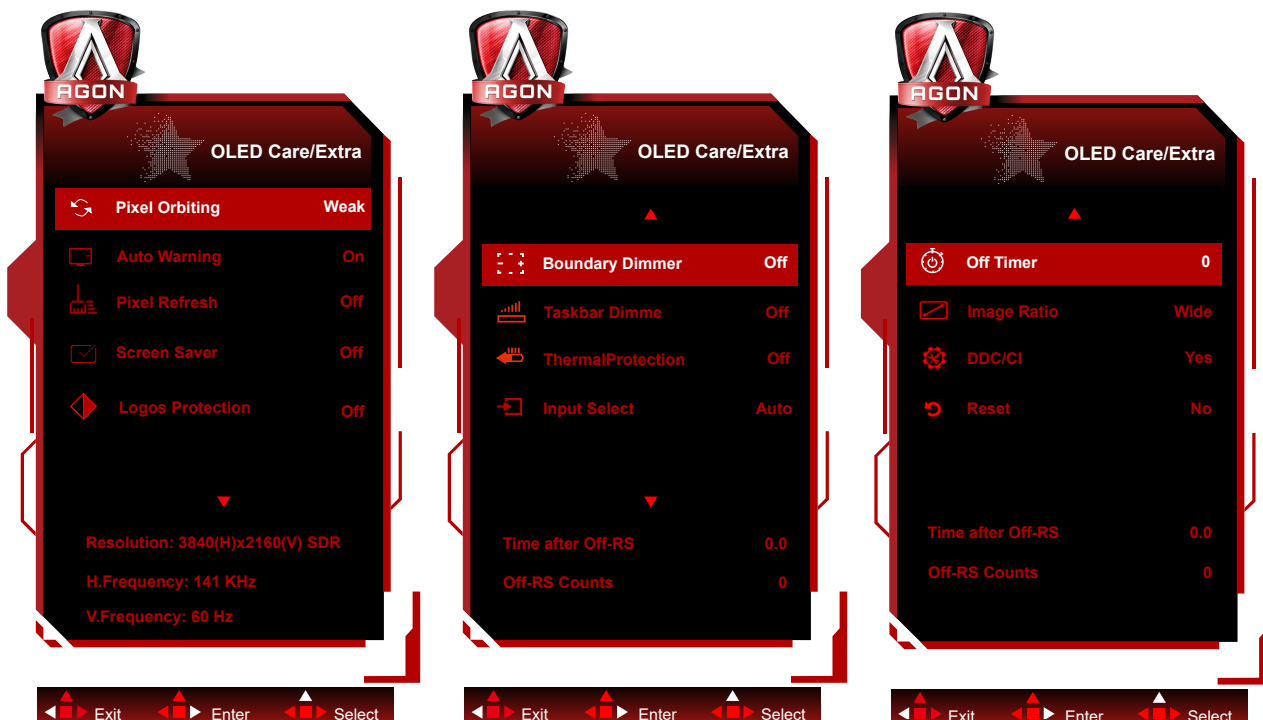 AGON
OLED Care/Extra
Pixel Orbiting Weak
Auto Warning On
Pixel Refresh Off
Screen Saver Off
Logos Protection Off
Resolution: 3840(H)x2160(V) SDR
H.Frequency: 141 KHz
V.Frequency: 60 Hz
Exit Enter Select
AGON
OLED Care/Extra
Boundary Dimmer Off
Taskbar Dimme Off
ThermalProtection Off
Input Select Auto
Time after Off-RS 0.0
Off-RS Counts 0
Exit Enter Select
AGON
OLED Care/Extra
Off Timer 0
Image Ratio Wide
DDC/CI Yes
Reset No
Time after Off-RS 0.0
Off-RS Counts 0
Exit Enter Select